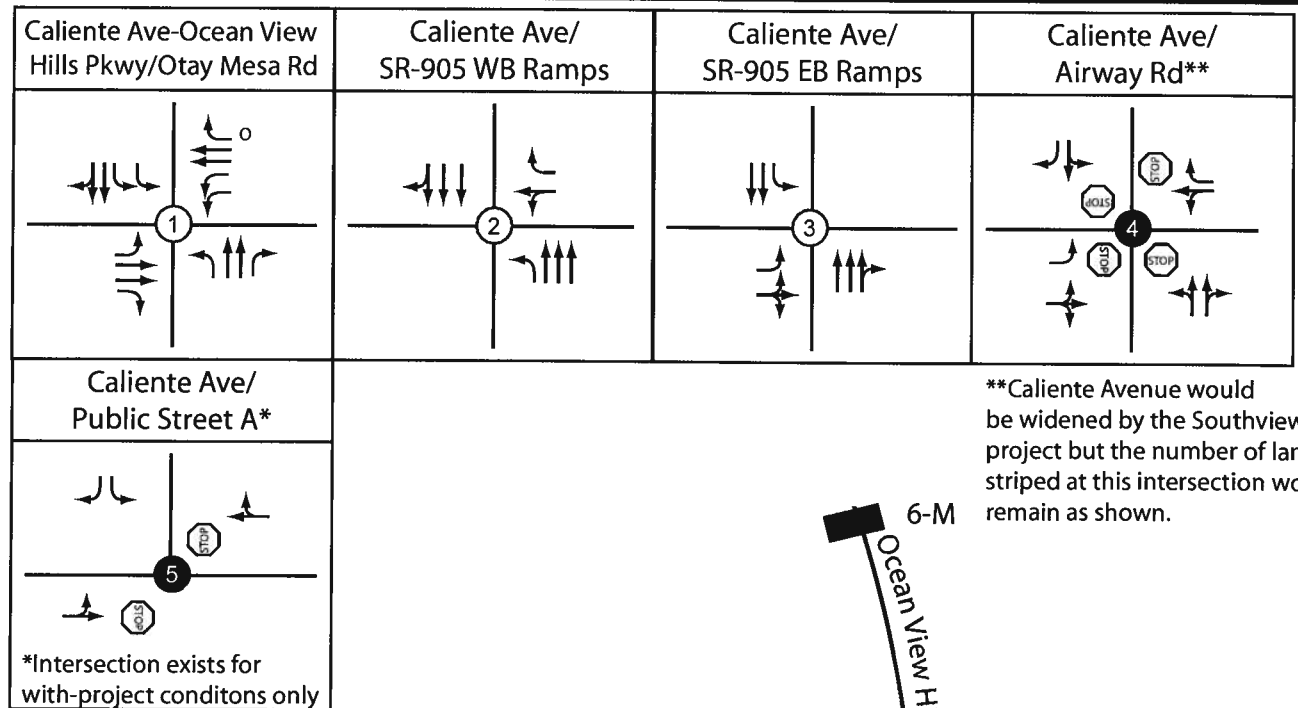 Caliente Ave-Ocean View
Hills Pkwy/Otay Mesa Rd
Caliente Ave/
SR-905 WB Ramps
Caliente Ave/
SR-905 EB Ramps
Caliente Ave/
Airway Rd**
o
1
2
3
STOP
STOP
4
STOP
STOP
Caliente Ave/
Public Street A*
STOP
5
STOP
*Intersection exists for
with-project conditons only
**Caliente Avenue would
be widened by the Southview
project but the number of
striped at this intersection
remain as shown.
6-M
Ocean View